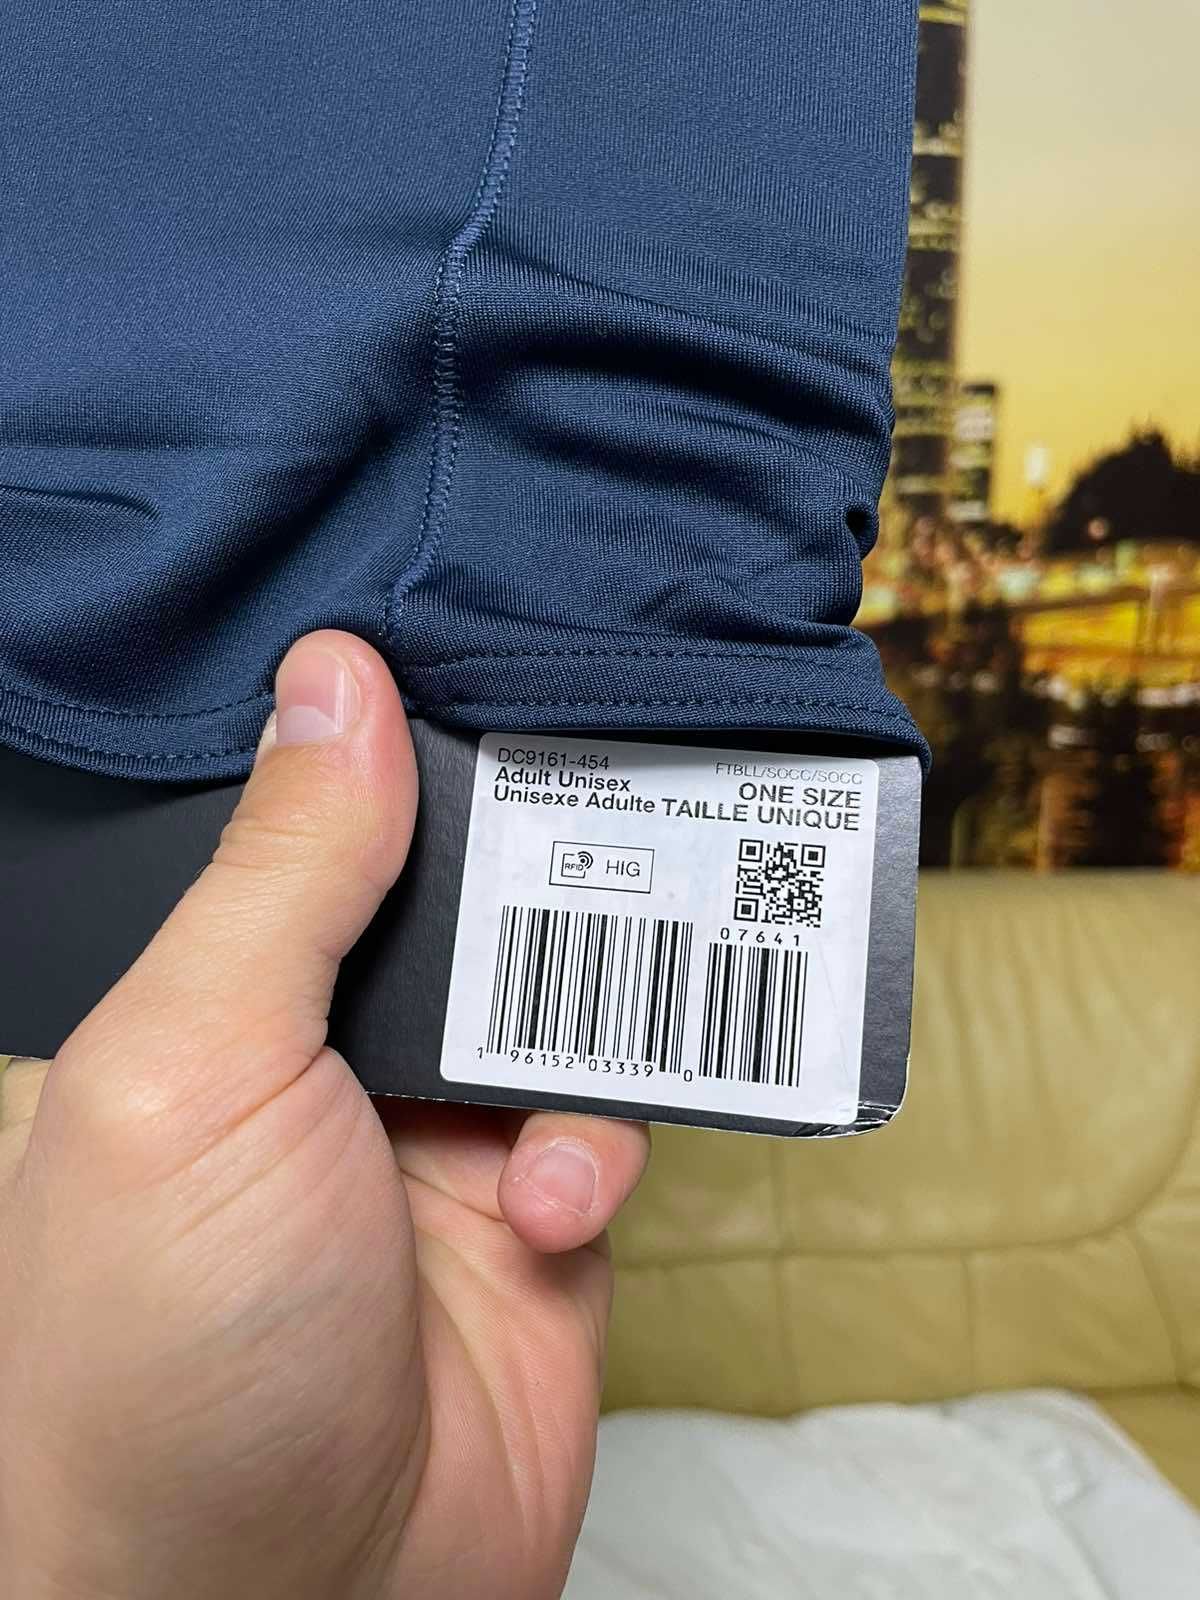 DC9161-454
Adult Unisex
Unisexe Adulte
FTBLL/SOCC/SOCC
ONE SIZE
TAILLE UNIQUE
RFID HIG
07641
1 96152 03339 0